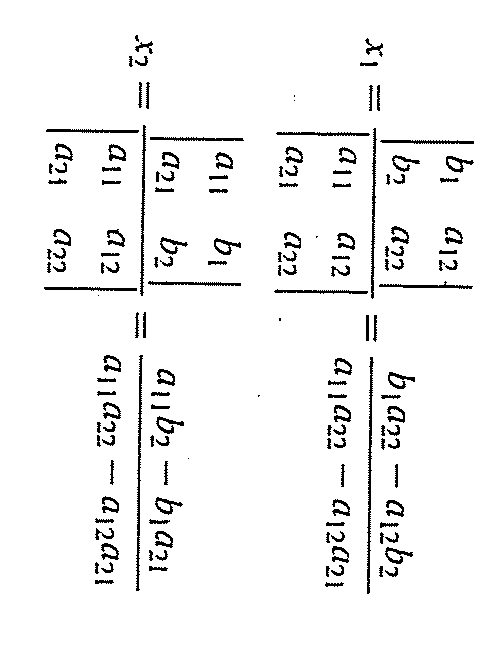 x₁ = | b₁ a₁₂ ; b₂ a₂₂ | / | a₁₁ a₁₂ ; a₂₁ a₂₂ | = (b₁a₂₂ − a₁₂b₂) / (a₁₁a₂₂ − a₁₂a₂₁)
x₂ = | a₁₁ b₁ ; a₂₁ b₂ | / | a₁₁ a₁₂ ; a₂₁ a₂₂ | = (a₁₁b₂ − b₁a₂₁) / (a₁₁a₂₂ − a₁₂a₂₁)